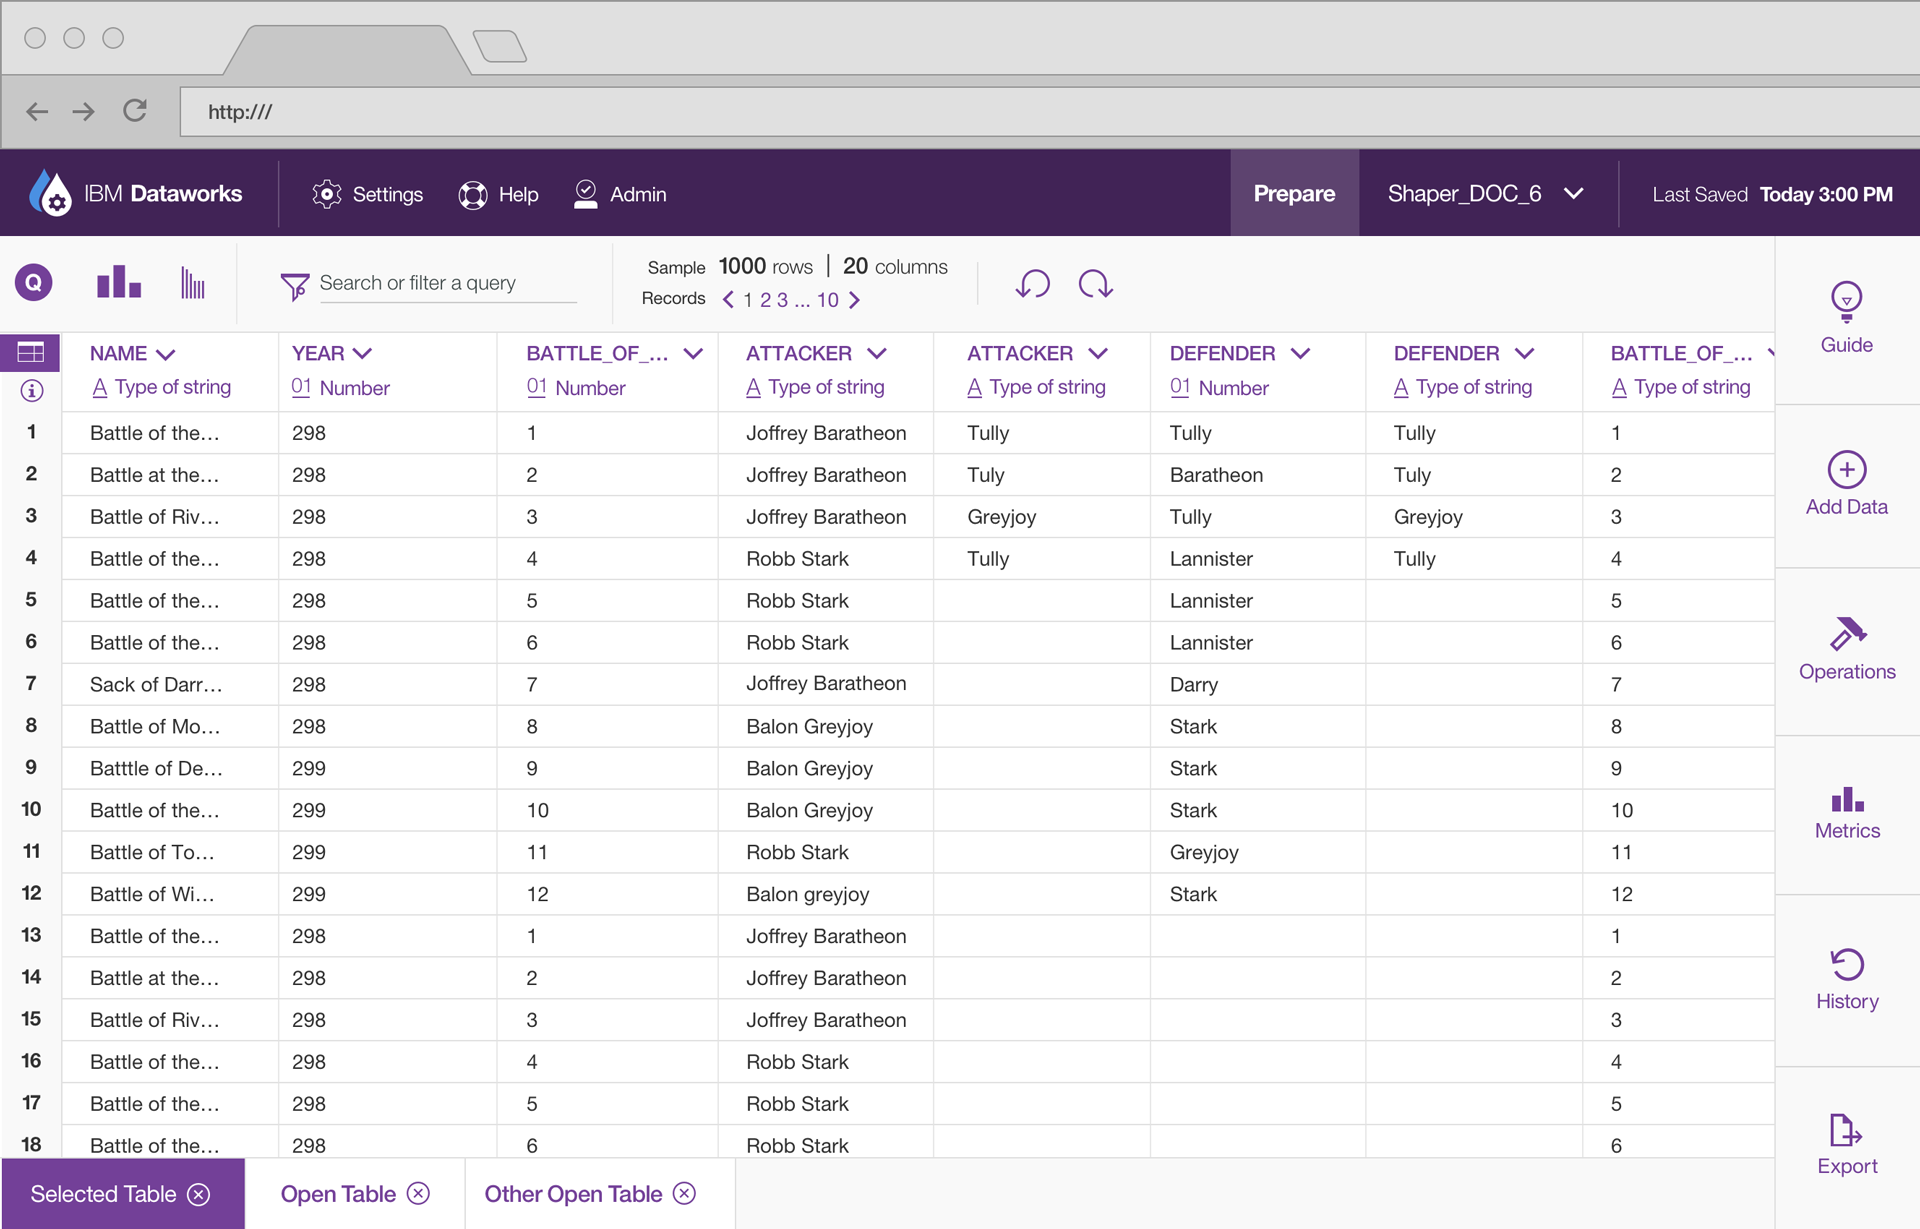 http:///
IBM Dataworks Settings Help Admin Prepare Shaper_DOC_6 Last Saved Today 3:00 PM
Q Search or filter a query Sample 1000 rows | 20 columns
Records 1 2 3 ... 10
NAME YEAR BATTLE_OF_... ATTACKER ATTACKER DEFENDER DEFENDER BATTLE_OF_...
A Type of string 01 Number 01 Number A Type of string A Type of string 01 Number A Type of string A Type of string
1 Battle of the... 298 1 Joffrey Baratheon Tully Tully Tully 1
2 Battle at the... 298 2 Joffrey Baratheon Tuly Baratheon Tuly 2
3 Battle of Riv... 298 3 Joffrey Baratheon Greyjoy Tully Greyjoy 3
4 Battle of the... 298 4 Robb Stark Tully Lannister Tully 4
5 Battle of the... 298 5 Robb Stark Lannister 5
6 Battle of the... 298 6 Robb Stark Lannister 6
7 Sack of Darr... 298 7 Joffrey Baratheon Darry 7
8 Battle of Mo... 298 8 Balon Greyjoy Stark 8
9 Batttle of De... 299 9 Balon Greyjoy Stark 9
10 Battle of the... 299 10 Balon Greyjoy Stark 10
11 Battle of To... 299 11 Robb Stark Greyjoy 11
12 Battle of Wi... 299 12 Balon greyjoy Stark 12
13 Battle of the... 298 1 Joffrey Baratheon 1
14 Battle at the... 298 2 Joffrey Baratheon 2
15 Battle of Riv... 298 3 Joffrey Baratheon 3
16 Battle of the... 298 4 Robb Stark 4
17 Battle of the... 298 5 Robb Stark 5
18 Battle of the... 298 6 Robb Stark 6
Selected Table Open Table Other Open Table
Guide
Add Data
Operations
Metrics
History
Export